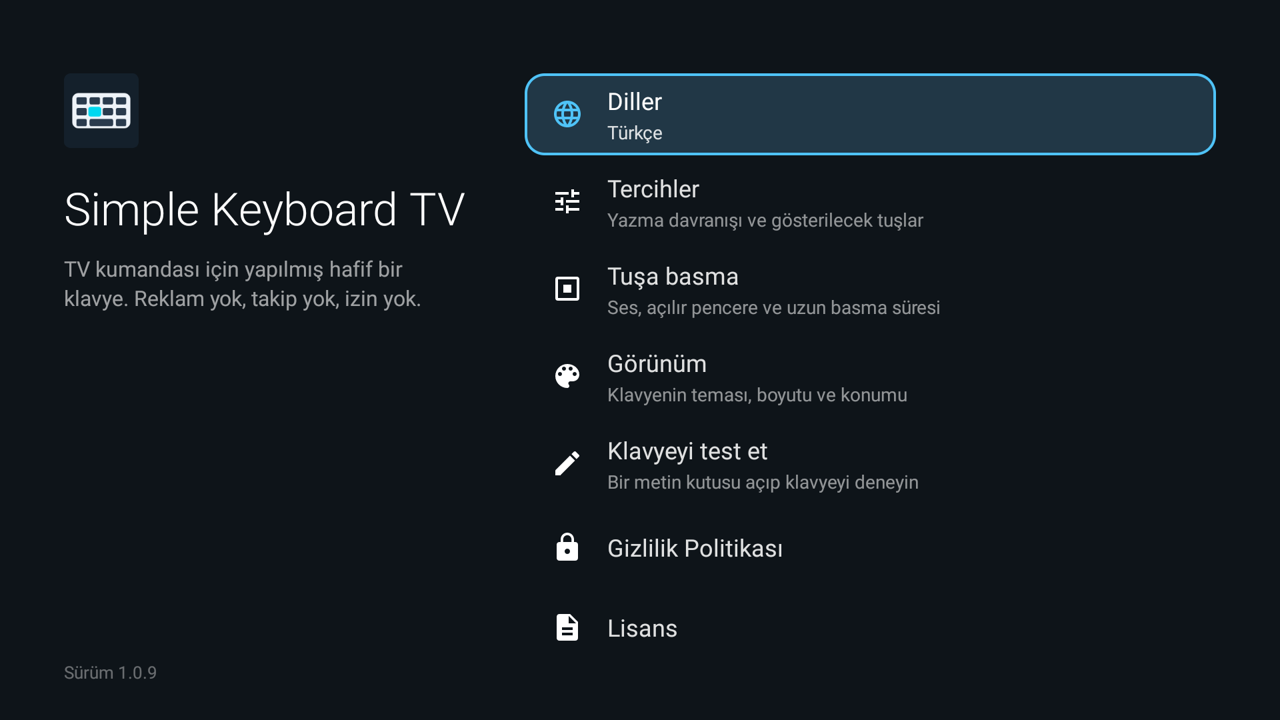 Simple Keyboard TV
TV kumandası için yapılmış hafif bir
klavye. Reklam yok, takip yok, izin yok.
Sürüm 1.0.9
Diller
Türkçe
Tercihler
Yazma davranışı ve gösterilecek tuşlar
Tuşa basma
Ses, açılır pencere ve uzun basma süresi
Görünüm
Klavyenin teması, boyutu ve konumu
Klavyeyi test et
Bir metin kutusu açıp klavyeyi deneyin
Gizlilik Politikası
Lisans